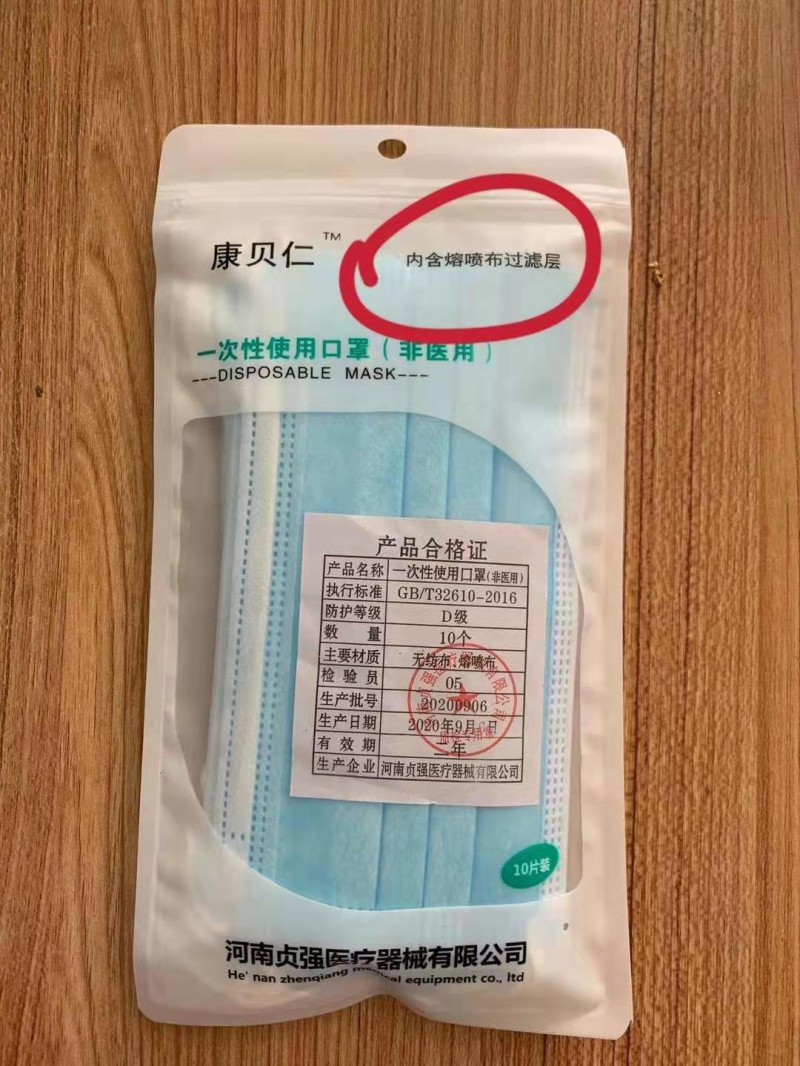 康贝仁™
内含熔喷布过滤层
一次性使用口罩（非医用）
---DISPOSABLE MASK---
产品合格证
产品名称 一次性使用口罩(非医用)
执行标准 GB/T32610-2016
防护等级 D级
数量 10个
主要材质 无纺布、熔喷布
检验员 05
生产批号 20200906
生产日期 2020年9月 日
有效期 二年
生产企业 河南贞强医疗器械有限公司
10片装
河南贞强医疗器械有限公司
He' nan zhenqiang medical equipment co., ltd